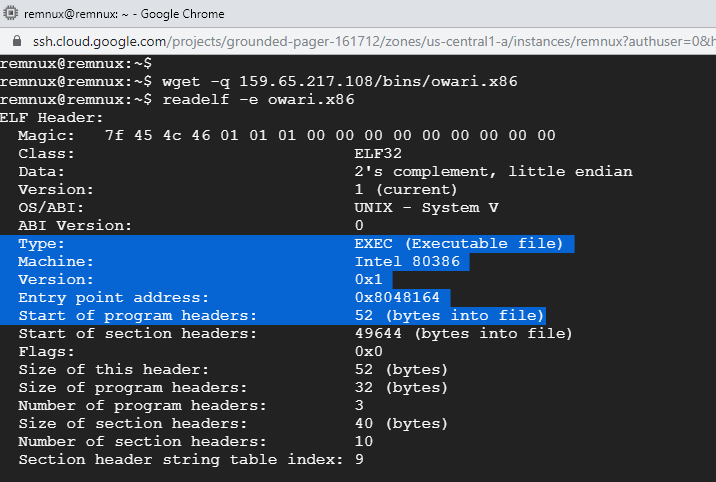 remnux@remnux: ~ - Google Chrome
ssh.cloud.google.com/projects/grounded-pager-161712/zones/us-central1-a/instances/remnux?authuser=0&h
remnux@remnux:~$
remnux@remnux:~$ wget -q 159.65.217.108/bins/owari.x86
remnux@remnux:~$ readelf -e owari.x86
ELF Header:
  Magic:   7f 45 4c 46 01 01 01 00 00 00 00 00 00 00 00 00
  Class:                             ELF32
  Data:                              2's complement, little endian
  Version:                           1 (current)
  OS/ABI:                            UNIX - System V
  ABI Version:                       0
  Type:                              EXEC (Executable file)
  Machine:                           Intel 80386
  Version:                           0x1
  Entry point address:               0x8048164
  Start of program headers:          52 (bytes into file)
  Start of section headers:          49644 (bytes into file)
  Flags:                             0x0
  Size of this header:               52 (bytes)
  Size of program headers:           32 (bytes)
  Number of program headers:         3
  Size of section headers:           40 (bytes)
  Number of section headers:         10
  Section header string table index: 9